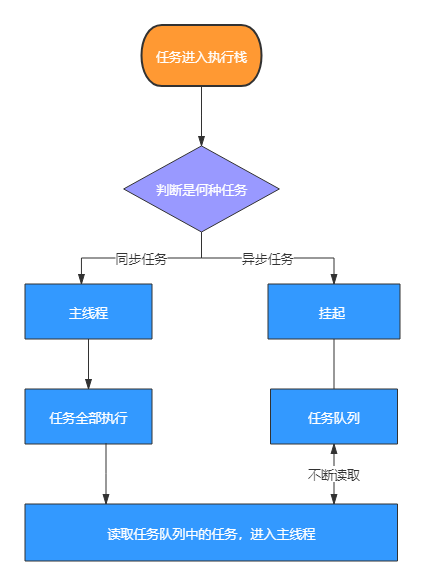 任务进入执行栈
判断是何种任务
同步任务
异步任务
主线程
挂起
任务全部执行
任务队列
不断读取
读取任务队列中的任务，进入主线程